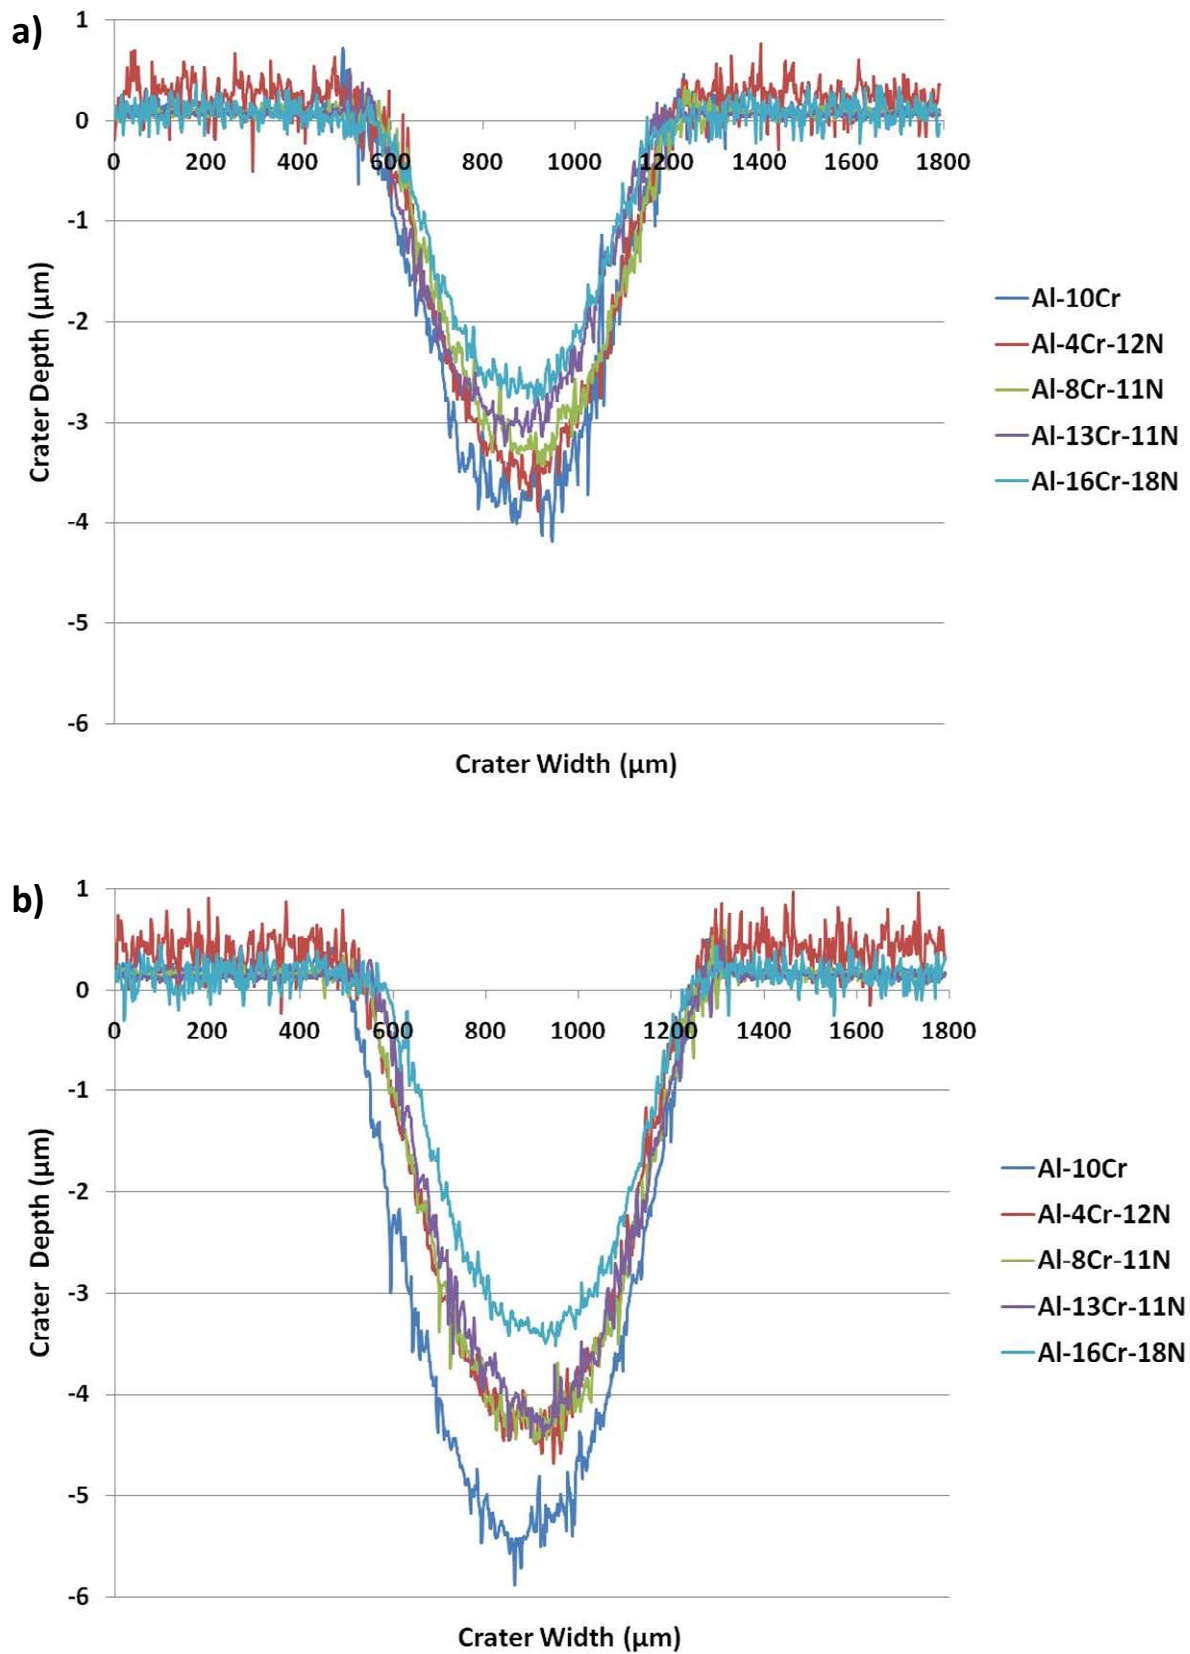 a)
1
0
0 200 400 600 800 1000 1200 1400 1600 1800
-1
-2
-3
-4
-5
-6
Crater Depth (µm)
Crater Width (µm)
Al-10Cr
Al-4Cr-12N
Al-8Cr-11N
Al-13Cr-11N
Al-16Cr-18N
b)
1
0
0 200 400 600 800 1000 1200 1400 1600 1800
-1
-2
-3
-4
-5
-6
Crater Depth (µm)
Crater Width (µm)
Al-10Cr
Al-4Cr-12N
Al-8Cr-11N
Al-13Cr-11N
Al-16Cr-18N